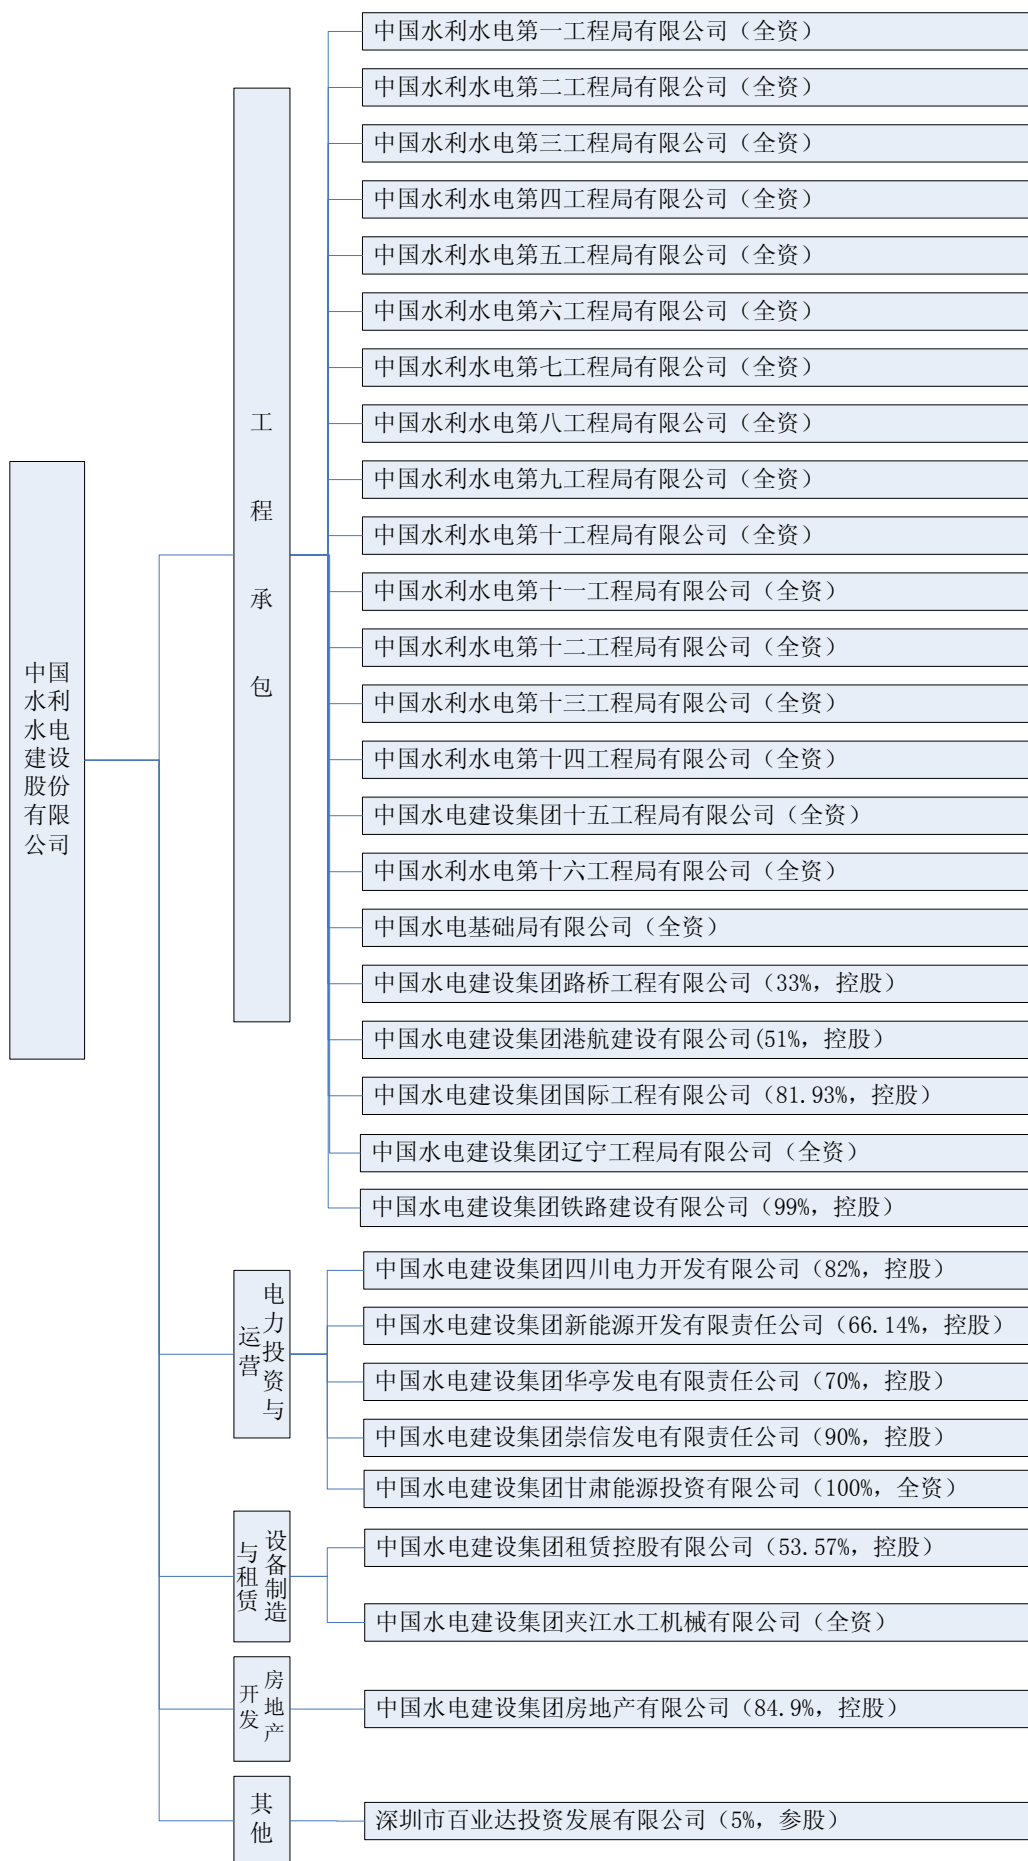 中国
水利
水电
建设
股份
有限
公司
工程承包
中国水利水电第一工程局有限公司（全资）
中国水利水电第二工程局有限公司（全资）
中国水利水电第三工程局有限公司（全资）
中国水利水电第四工程局有限公司（全资）
中国水利水电第五工程局有限公司（全资）
中国水利水电第六工程局有限公司（全资）
中国水利水电第七工程局有限公司（全资）
中国水利水电第八工程局有限公司（全资）
中国水利水电第九工程局有限公司（全资）
中国水利水电第十工程局有限公司（全资）
中国水利水电第十一工程局有限公司（全资）
中国水利水电第十二工程局有限公司（全资）
中国水利水电第十三工程局有限公司（全资）
中国水利水电第十四工程局有限公司（全资）
中国水电建设集团十五工程局有限公司（全资）
中国水利水电第十六工程局有限公司（全资）
中国水电基础局有限公司（全资）
中国水电建设集团路桥工程有限公司（33%，控股）
中国水电建设集团港航建设有限公司(51%，控股）
中国水电建设集团国际工程有限公司（81.93%，控股）
中国水电建设集团辽宁工程局有限公司（全资）
中国水电建设集团铁路建设有限公司（99%，控股）
电力投资与
运营
中国水电建设集团四川电力开发有限公司（82%，控股）
中国水电建设集团新能源开发有限责任公司（66.14%，控股）
中国水电建设集团华亭发电有限责任公司（70%，控股）
中国水电建设集团崇信发电有限责任公司（90%，控股）
中国水电建设集团甘肃能源投资有限公司（100%，全资）
设备制造
与租赁
中国水电建设集团租赁控股有限公司（53.57%，控股）
中国水电建设集团夹江水工机械有限公司（全资）
房地产
开发
中国水电建设集团房地产有限公司（84.9%，控股）
其他
深圳市百业达投资发展有限公司（5%，参股）